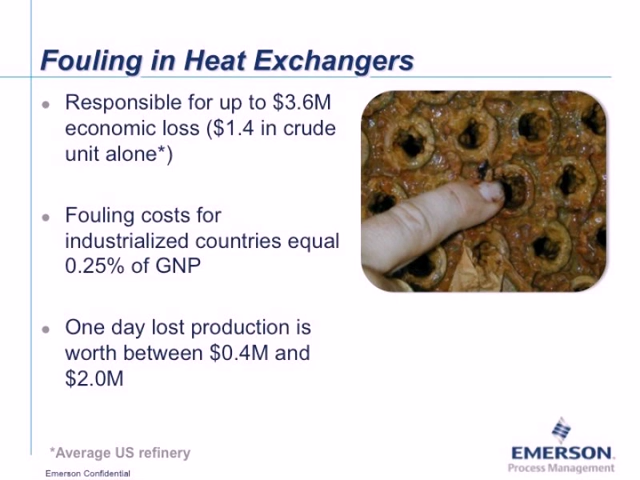 Fouling in Heat Exchangers
● Responsible for up to $3.6M
economic loss ($1.4 in crude
unit alone*)
● Fouling costs for
industrialized countries equal
0.25% of GNP
● One day lost production is
worth between $0.4M and
$2.0M
*Average US refinery
Emerson Confidential
EMERSON
Process Management